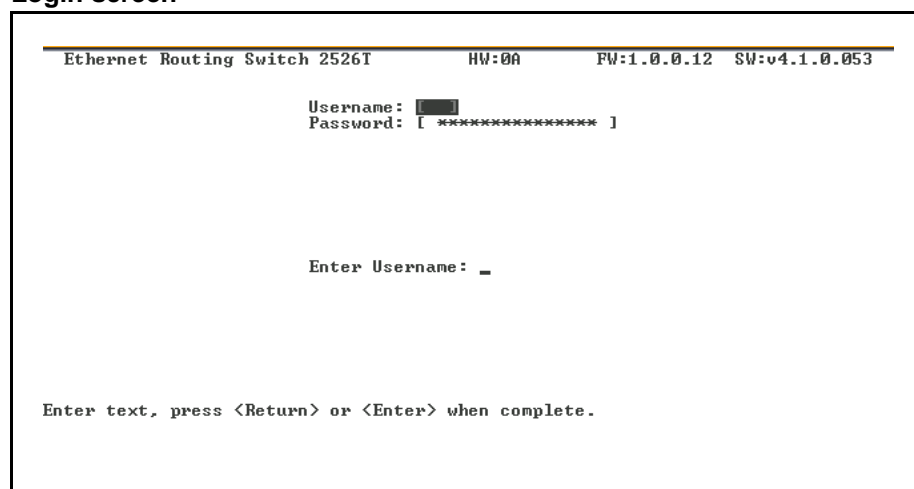 Login screen
Ethernet Routing Switch 2526T HW:0A FW:1.0.0.12 SW:v4.1.0.053
Username: [ ]
Password: [ *************** ]
Enter Username: _
Enter text, press <Return> or <Enter> when complete.